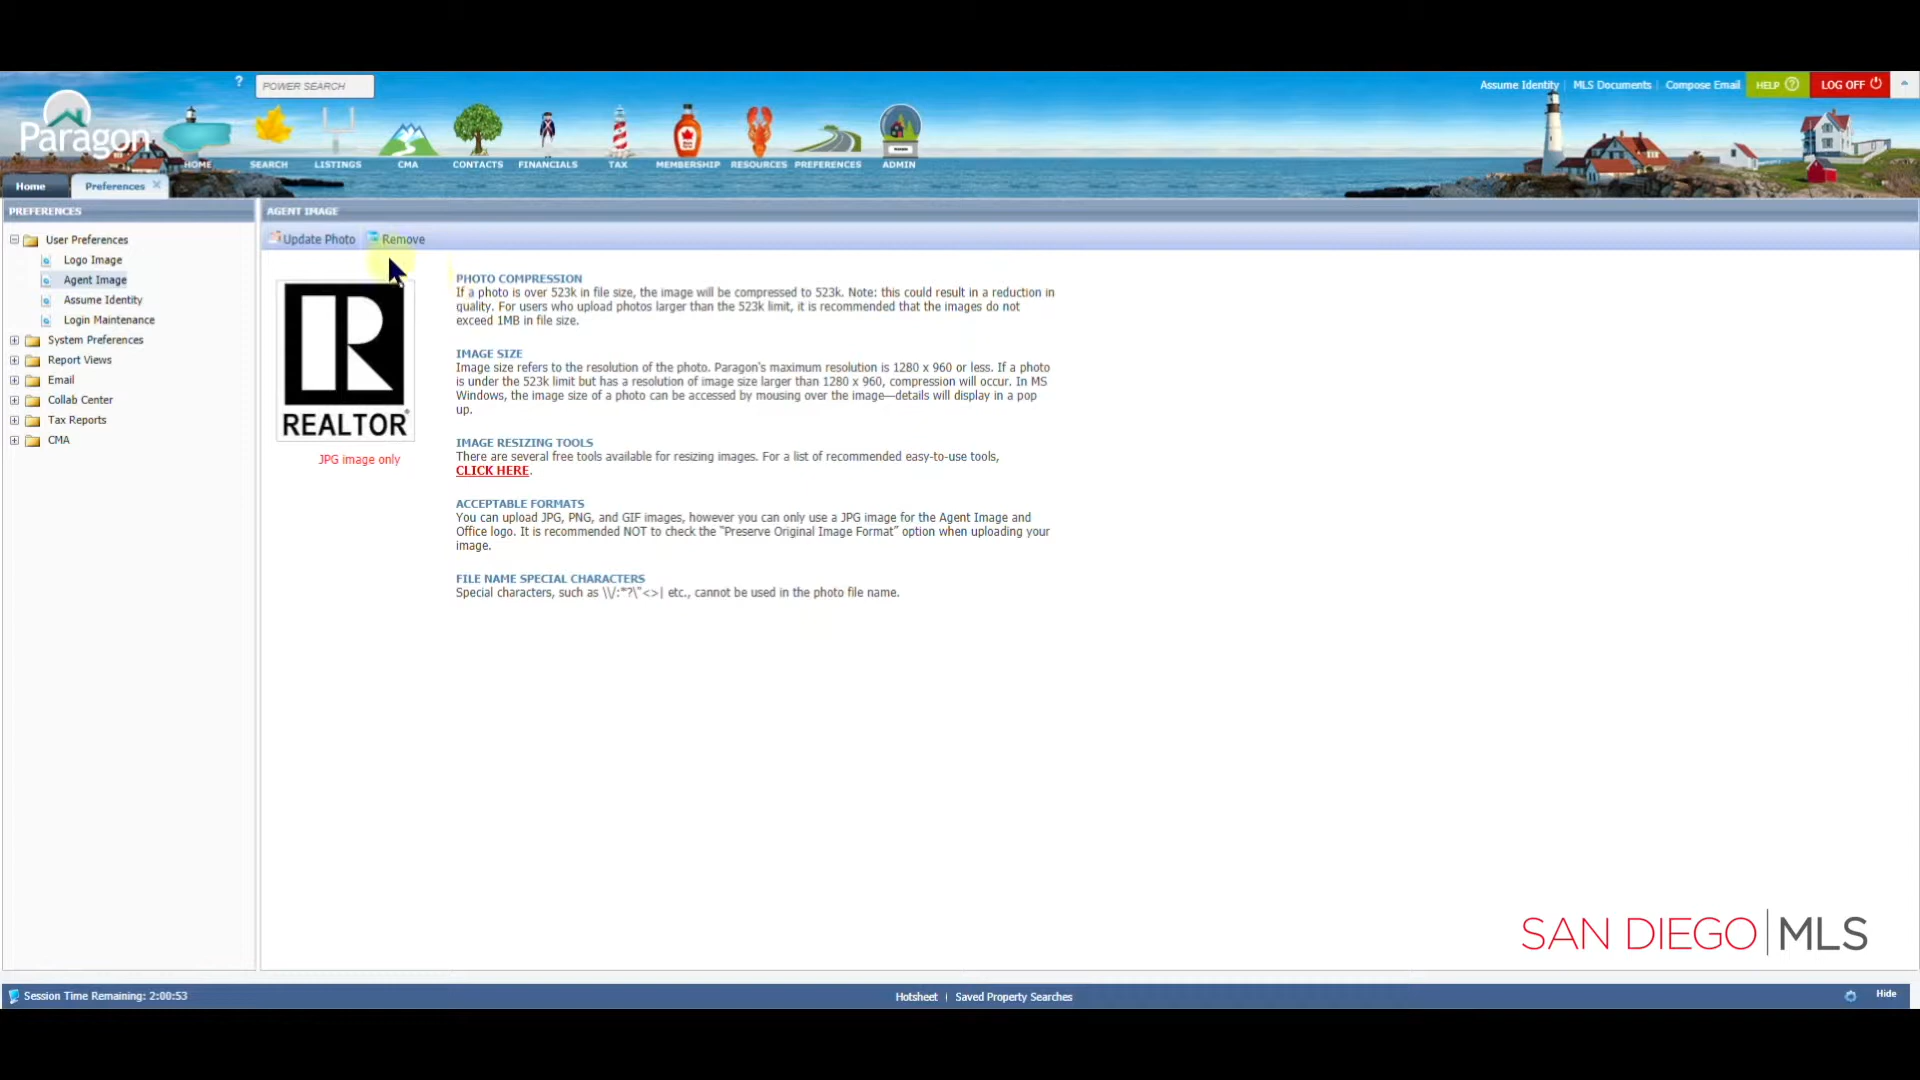 ?
POWER SEARCH
Assume Identity | MLS Documents | Compose Email
HELP ?
LOG OFF
Paragon
HOME
SEARCH
LISTINGS
CMA
CONTACTS
FINANCIALS
TAX
MEMBERSHIP
RESOURCES
PREFERENCES
ADMIN
Home
Preferences
PREFERENCES
User Preferences
Logo Image
Agent Image
Assume Identity
Login Maintenance
System Preferences
Report Views
Email
Collab Center
Tax Reports
CMA
AGENT IMAGE
Update Photo
Remove
R
REALTOR®
JPG image only
PHOTO COMPRESSION
If a photo is over 523k in file size, the image will be compressed to 523k. Note: this could result in a reduction in
quality. For users who upload photos larger than the 523k limit, it is recommended that the images do not
exceed 1MB in file size.
IMAGE SIZE
Image size refers to the resolution of the photo. Paragon's maximum resolution is 1280 x 960 or less. If a photo
is under the 523k limit but has a resolution of image size larger than 1280 x 960, compression will occur. In MS
Windows, the image size of a photo can be accessed by mousing over the image—details will display in a pop
up.
IMAGE RESIZING TOOLS
There are several free tools available for resizing images. For a list of recommended easy-to-use tools,
CLICK HERE.
ACCEPTABLE FORMATS
You can upload JPG, PNG, and GIF images, however you can only use a JPG image for the Agent Image and
Office logo. It is recommended NOT to check the "Preserve Original Image Format" option when uploading your
image.
FILE NAME SPECIAL CHARACTERS
Special characters, such as \\/:*?\"<>| etc., cannot be used in the photo file name.
SAN DIEGO | MLS
Session Time Remaining: 2:00:53
Hotsheet | Saved Property Searches
Hide